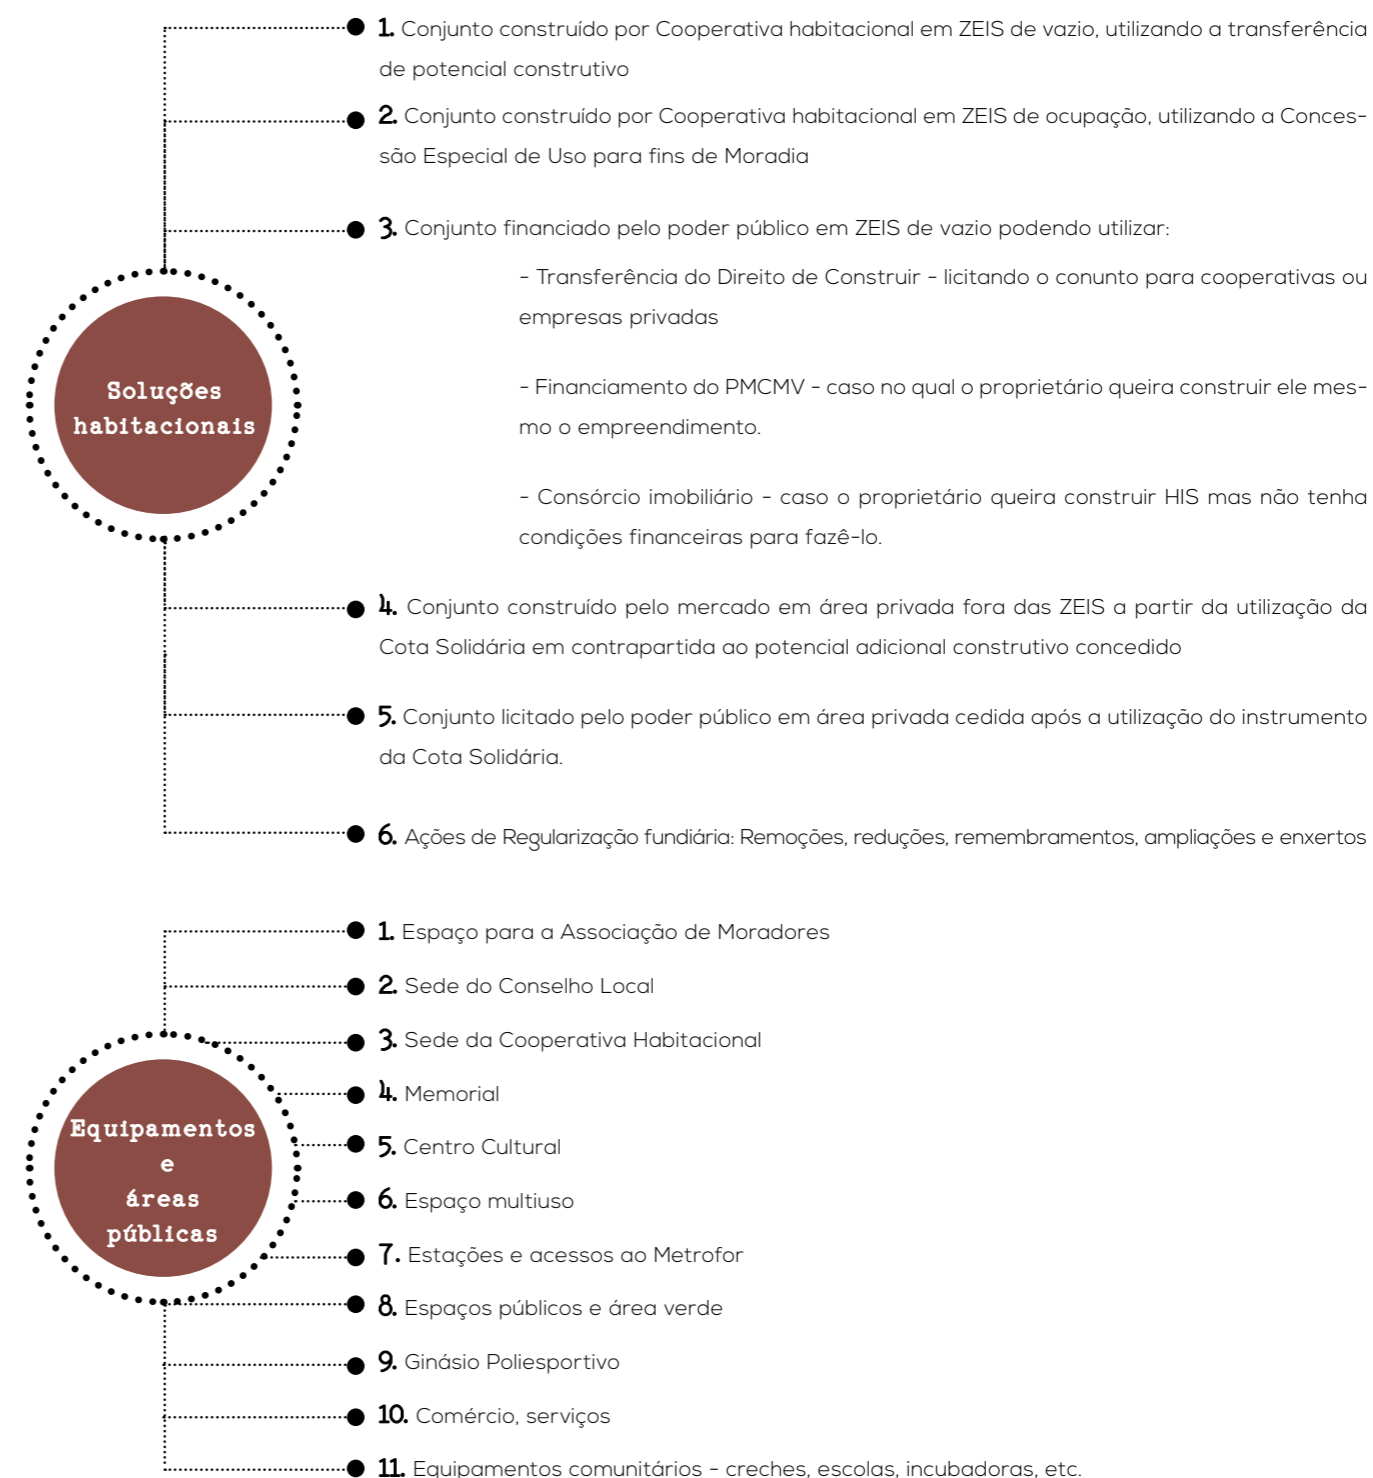 1. Conjunto construído por Cooperativa habitacional em ZEIS de vazio, utilizando a transferência
de potencial construtivo
2. Conjunto construído por Cooperativa habitacional em ZEIS de ocupação, utilizando a Conces-
são Especial de Uso para fins de Moradia
3. Conjunto financiado pelo poder público em ZEIS de vazio podendo utilizar:
- Transferência do Direito de Construir - licitando o conunto para cooperativas ou
empresas privadas
- Financiamento do PMCMV - caso no qual o proprietário queira construir ele mes-
mo o empreendimento.
- Consórcio imobiliário - caso o proprietário queira construir HIS mas não tenha
condições financeiras para fazê-lo.
Soluções
habitacionais
4. Conjunto construído pelo mercado em área privada fora das ZEIS a partir da utilização da
Cota Solidária em contrapartida ao potencial adicional construtivo concedido
5. Conjunto licitado pelo poder público em área privada cedida após a utilização do instrumento
da Cota Solidária.
6. Ações de Regularização fundiária: Remoções, reduções, remembramentos, ampliações e enxertos
1. Espaço para a Associação de Moradores
2. Sede do Conselho Local
3. Sede da Cooperativa Habitacional
4. Memorial
5. Centro Cultural
6. Espaço multiuso
7. Estações e acessos ao Metrofor
8. Espaços públicos e área verde
9. Ginásio Poliesportivo
10. Comércio, serviços
11. Equipamentos comunitários - creches, escolas, incubadoras, etc.
Equipamentos
e
áreas
públicas